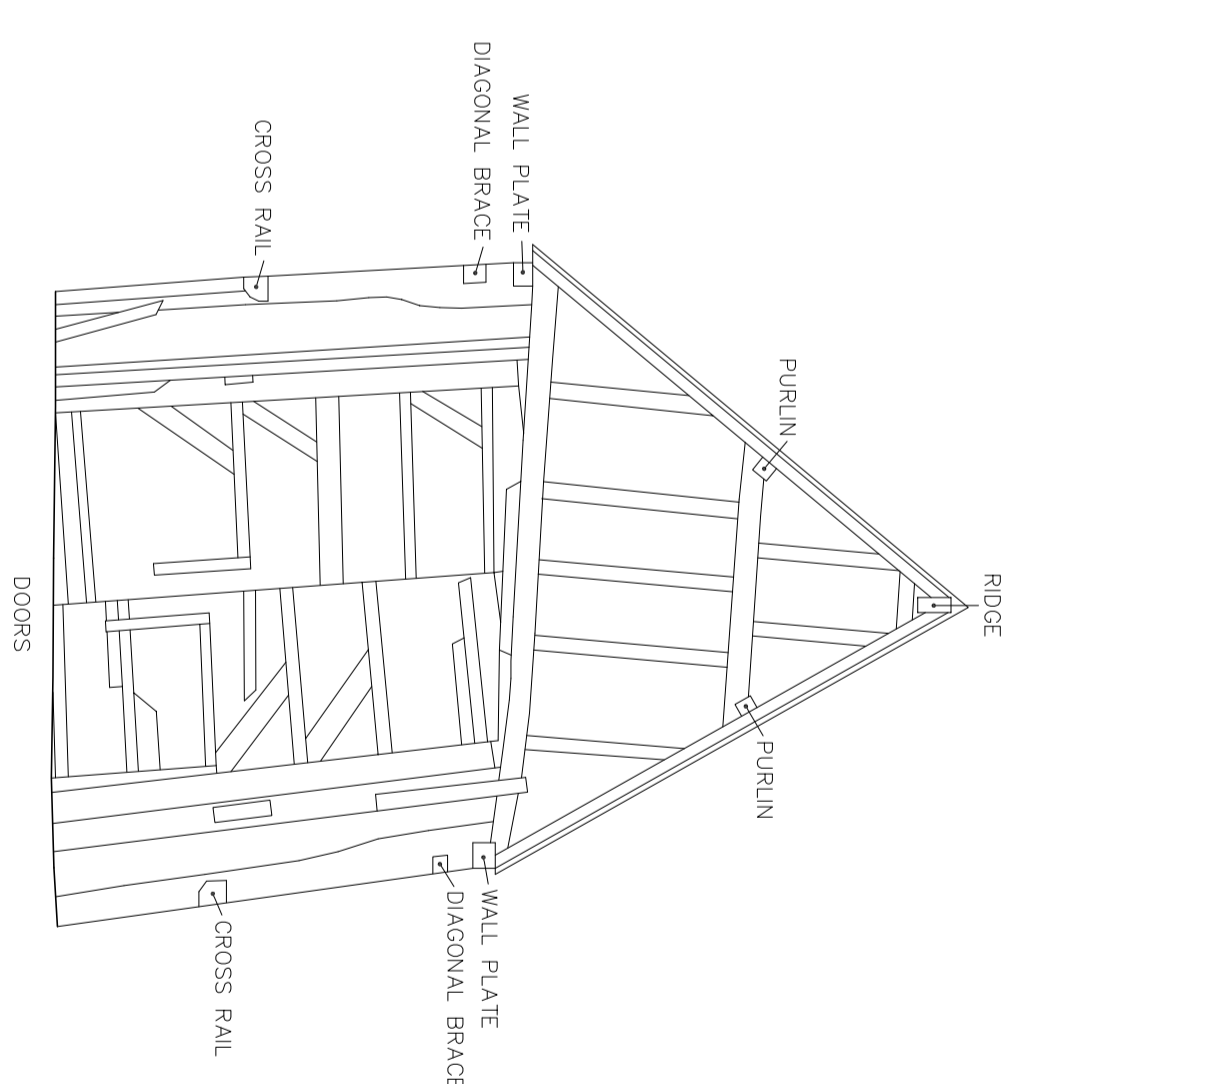 RIDGE
PURLIN
PURLIN
WALL PLATE
WALL PLATE
DIAGONAL BRACE
DIAGONAL BRACE
CROSS RAIL
CROSS RAIL
DOORS